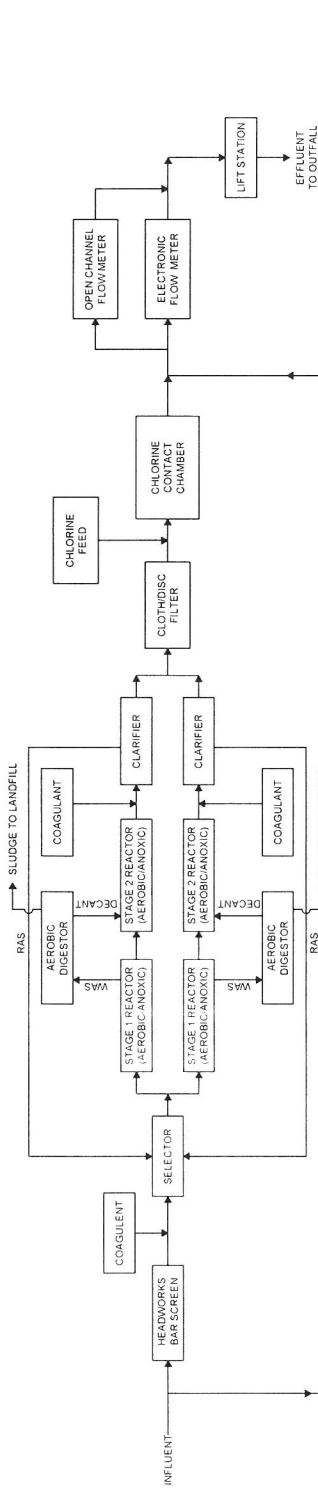 INFLUENT
HEADWORKS
BAR SCREEN
COAGULENT
SELECTOR
RAS
SLUDGE TO LANDFILL
STAGE 1 REACTOR
(AEROBIC/ANOXIC)
WAS
AEROBIC
DIGESTOR
DECANT
STAGE 2 REACTOR
(AEROBIC/ANOXIC)
COAGULANT
CLARIFIER
STAGE 1 REACTOR
(AEROBIC/ANOXIC)
WAS
AEROBIC
DIGESTOR
DECANT
STAGE 2 REACTOR
(AEROBIC/ANOXIC)
COAGULANT
CLARIFIER
RAS
CLOTH/DISC
FILTER
CHLORINE
FEED
CHLORINE
CONTACT
CHAMBER
OPEN CHANNEL
FLOW METER
ELECTRONIC
FLOW METER
LIFT STATION
EFFLUENT
TO OUTFALL